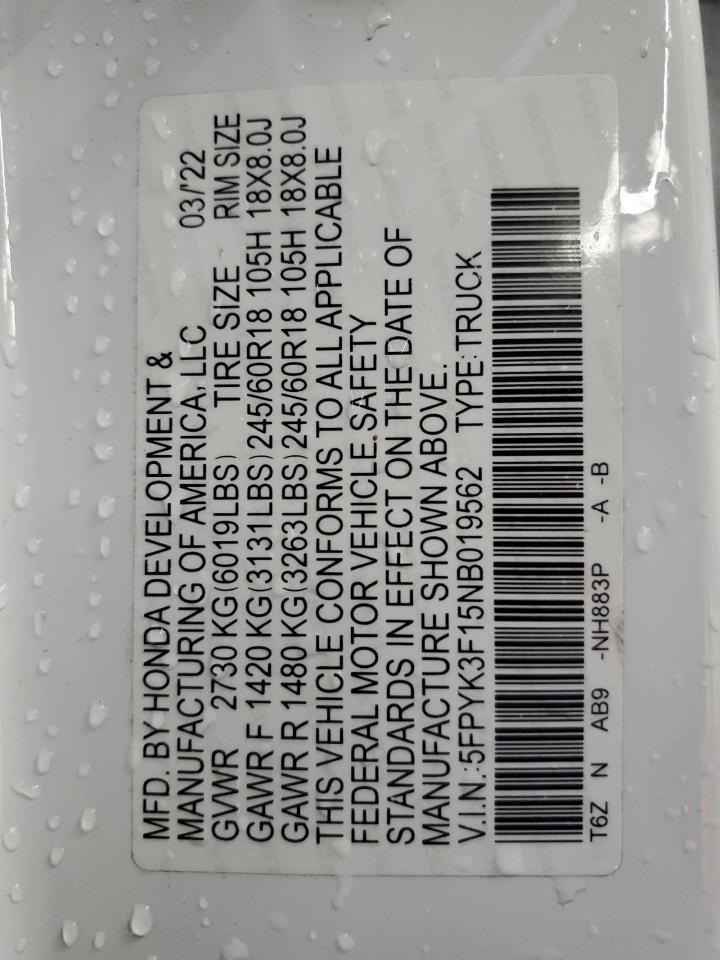 MFD. BY HONDA DEVELOPMENT &
MANUFACTURING OF AMERICA, LLC 03/'22
GVWR 2730 KG(6019LBS) TIRE SIZE RIM SIZE
GAWR F 1420 KG(3131LBS) 245/60R18 105H 18X8.0J
GAWR R 1480 KG(3263LBS) 245/60R18 105H 18X8.0J
THIS VEHICLE CONFORMS TO ALL APPLICABLE
FEDERAL MOTOR VEHICLE SAFETY
STANDARDS IN EFFECT ON THE DATE OF
MANUFACTURE SHOWN ABOVE.
V.I.N.:5FPYK3F15NB019562 TYPE:TRUCK
T6Z N AB9 -NH883P -A -B